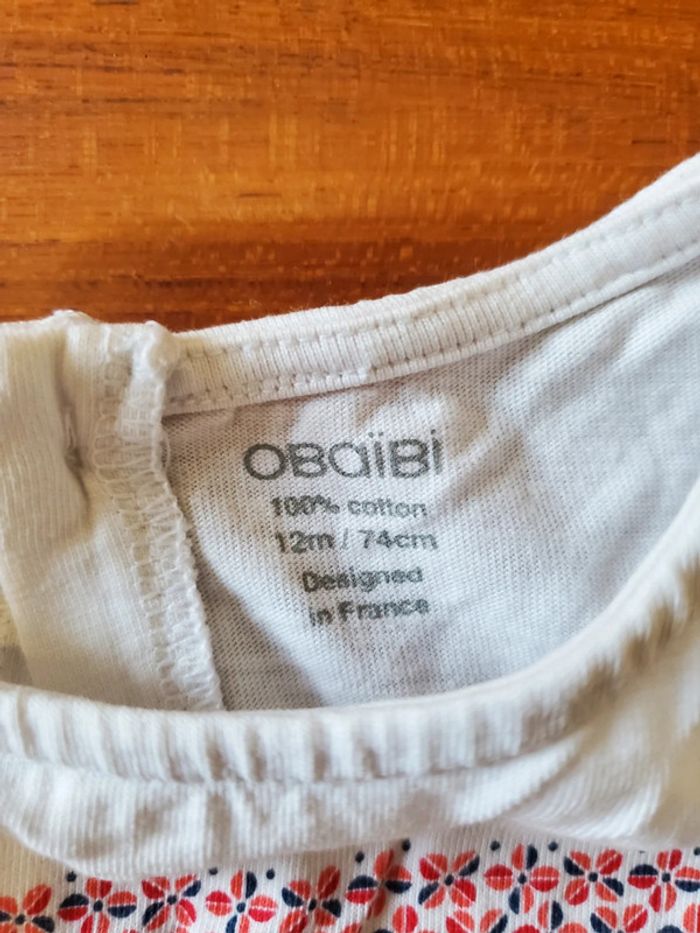 OBaïBi
100% cotton
12m / 74cm
Designed
in France